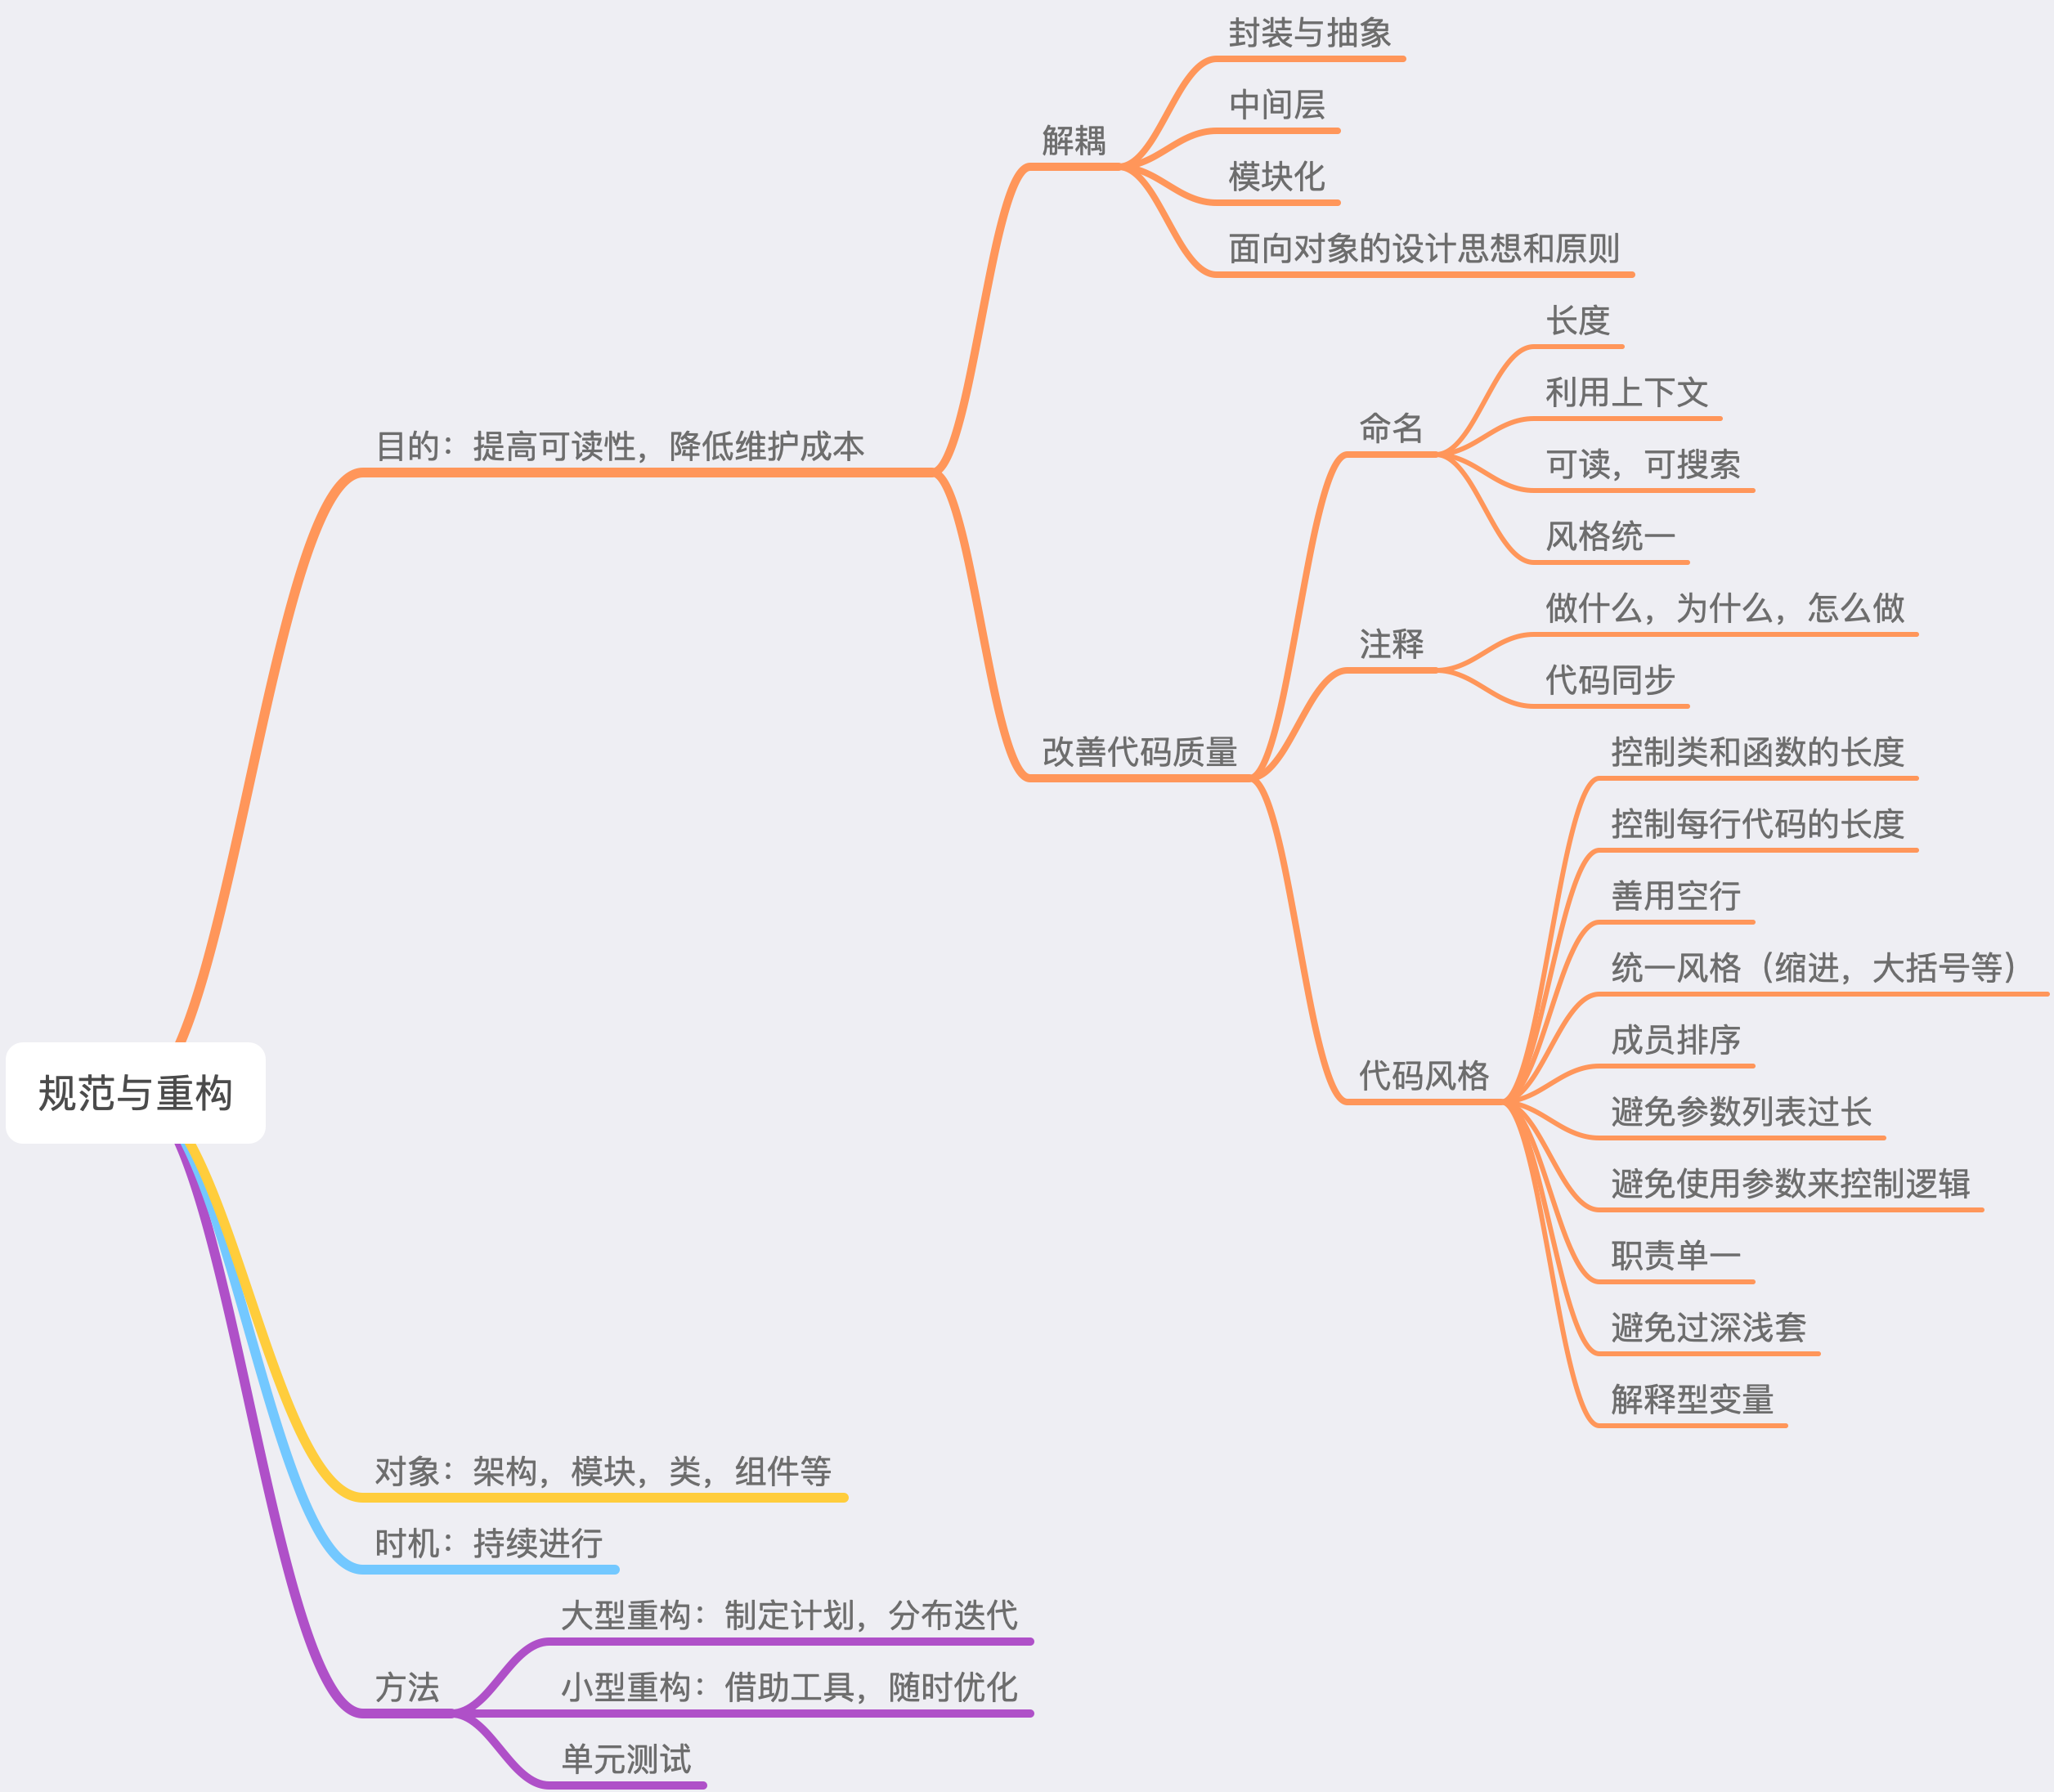 规范与重构
目的：提高可读性，降低维护成本
解耦
封装与抽象
中间层
模块化
面向对象的设计思想和原则
改善代码质量
命名
长度
利用上下文
可读，可搜索
风格统一
注释
做什么，为什么，怎么做
代码同步
代码风格
控制类和函数的长度
控制每行代码的长度
善用空行
统一风格（缩进，大括号等）
成员排序
避免参数列表过长
避免使用参数来控制逻辑
职责单一
避免过深浅套
解释型变量
对象：架构，模块，类，组件等
时机：持续进行
方法
大型重构：制定计划，分布迭代
小型重构：借助工具，随时优化
单元测试